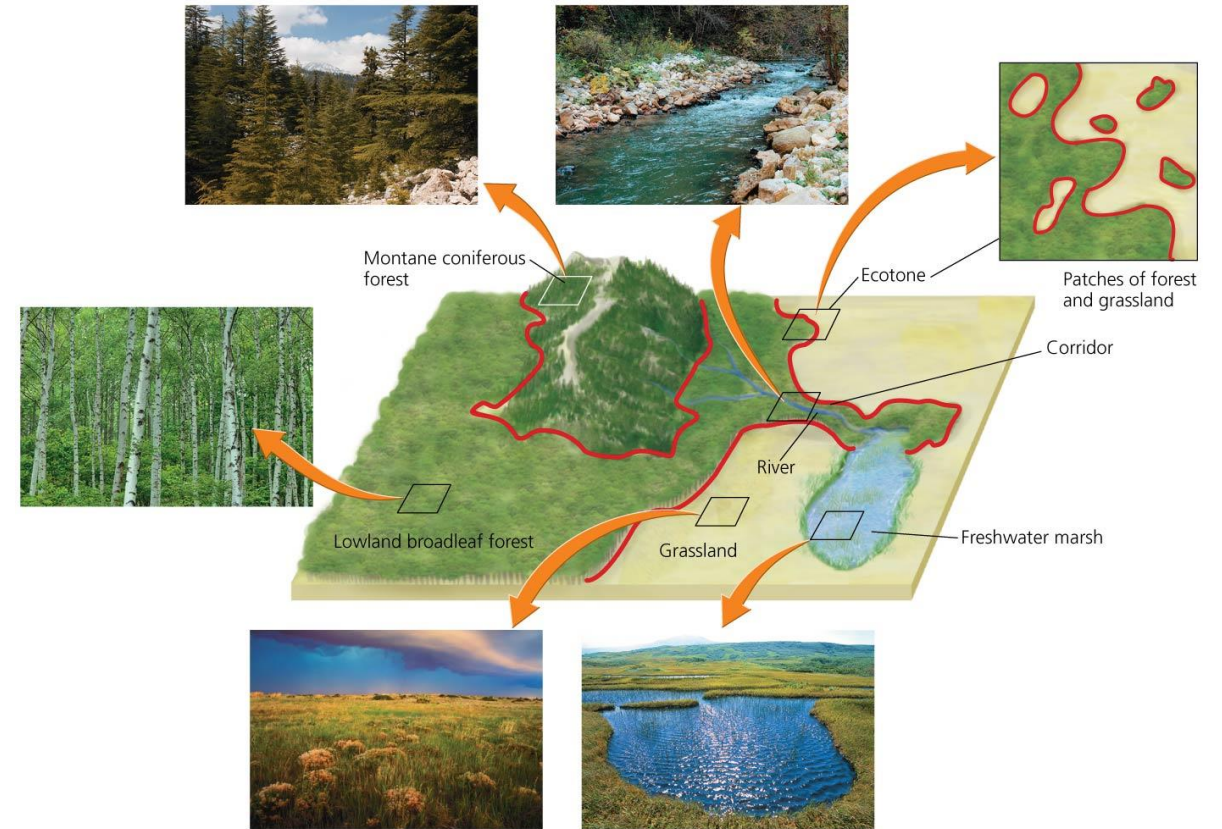 Montane coniferous
forest
Ecotone
Patches of forest
and grassland
Corridor
River
Lowland broadleaf forest
Grassland
Freshwater marsh